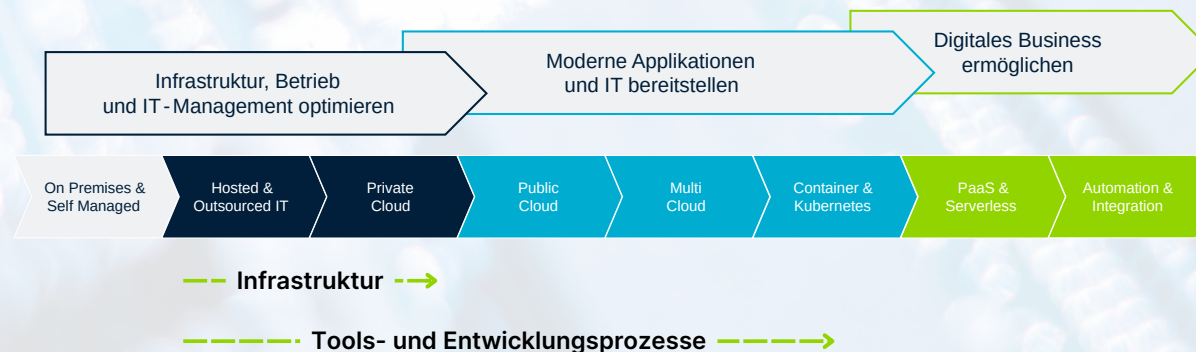 Infrastruktur, Betrieb
und IT-Management optimieren
Moderne Applikationen
und IT bereitstellen
Digitales Business
ermöglichen
On Premises &
Self Managed
Hosted &
Outsourced IT
Private
Cloud
Public
Cloud
Multi
Cloud
Container &
Kubernetes
PaaS &
Serverless
Automation &
Integration
Infrastruktur
Tools- und Entwicklungsprozesse